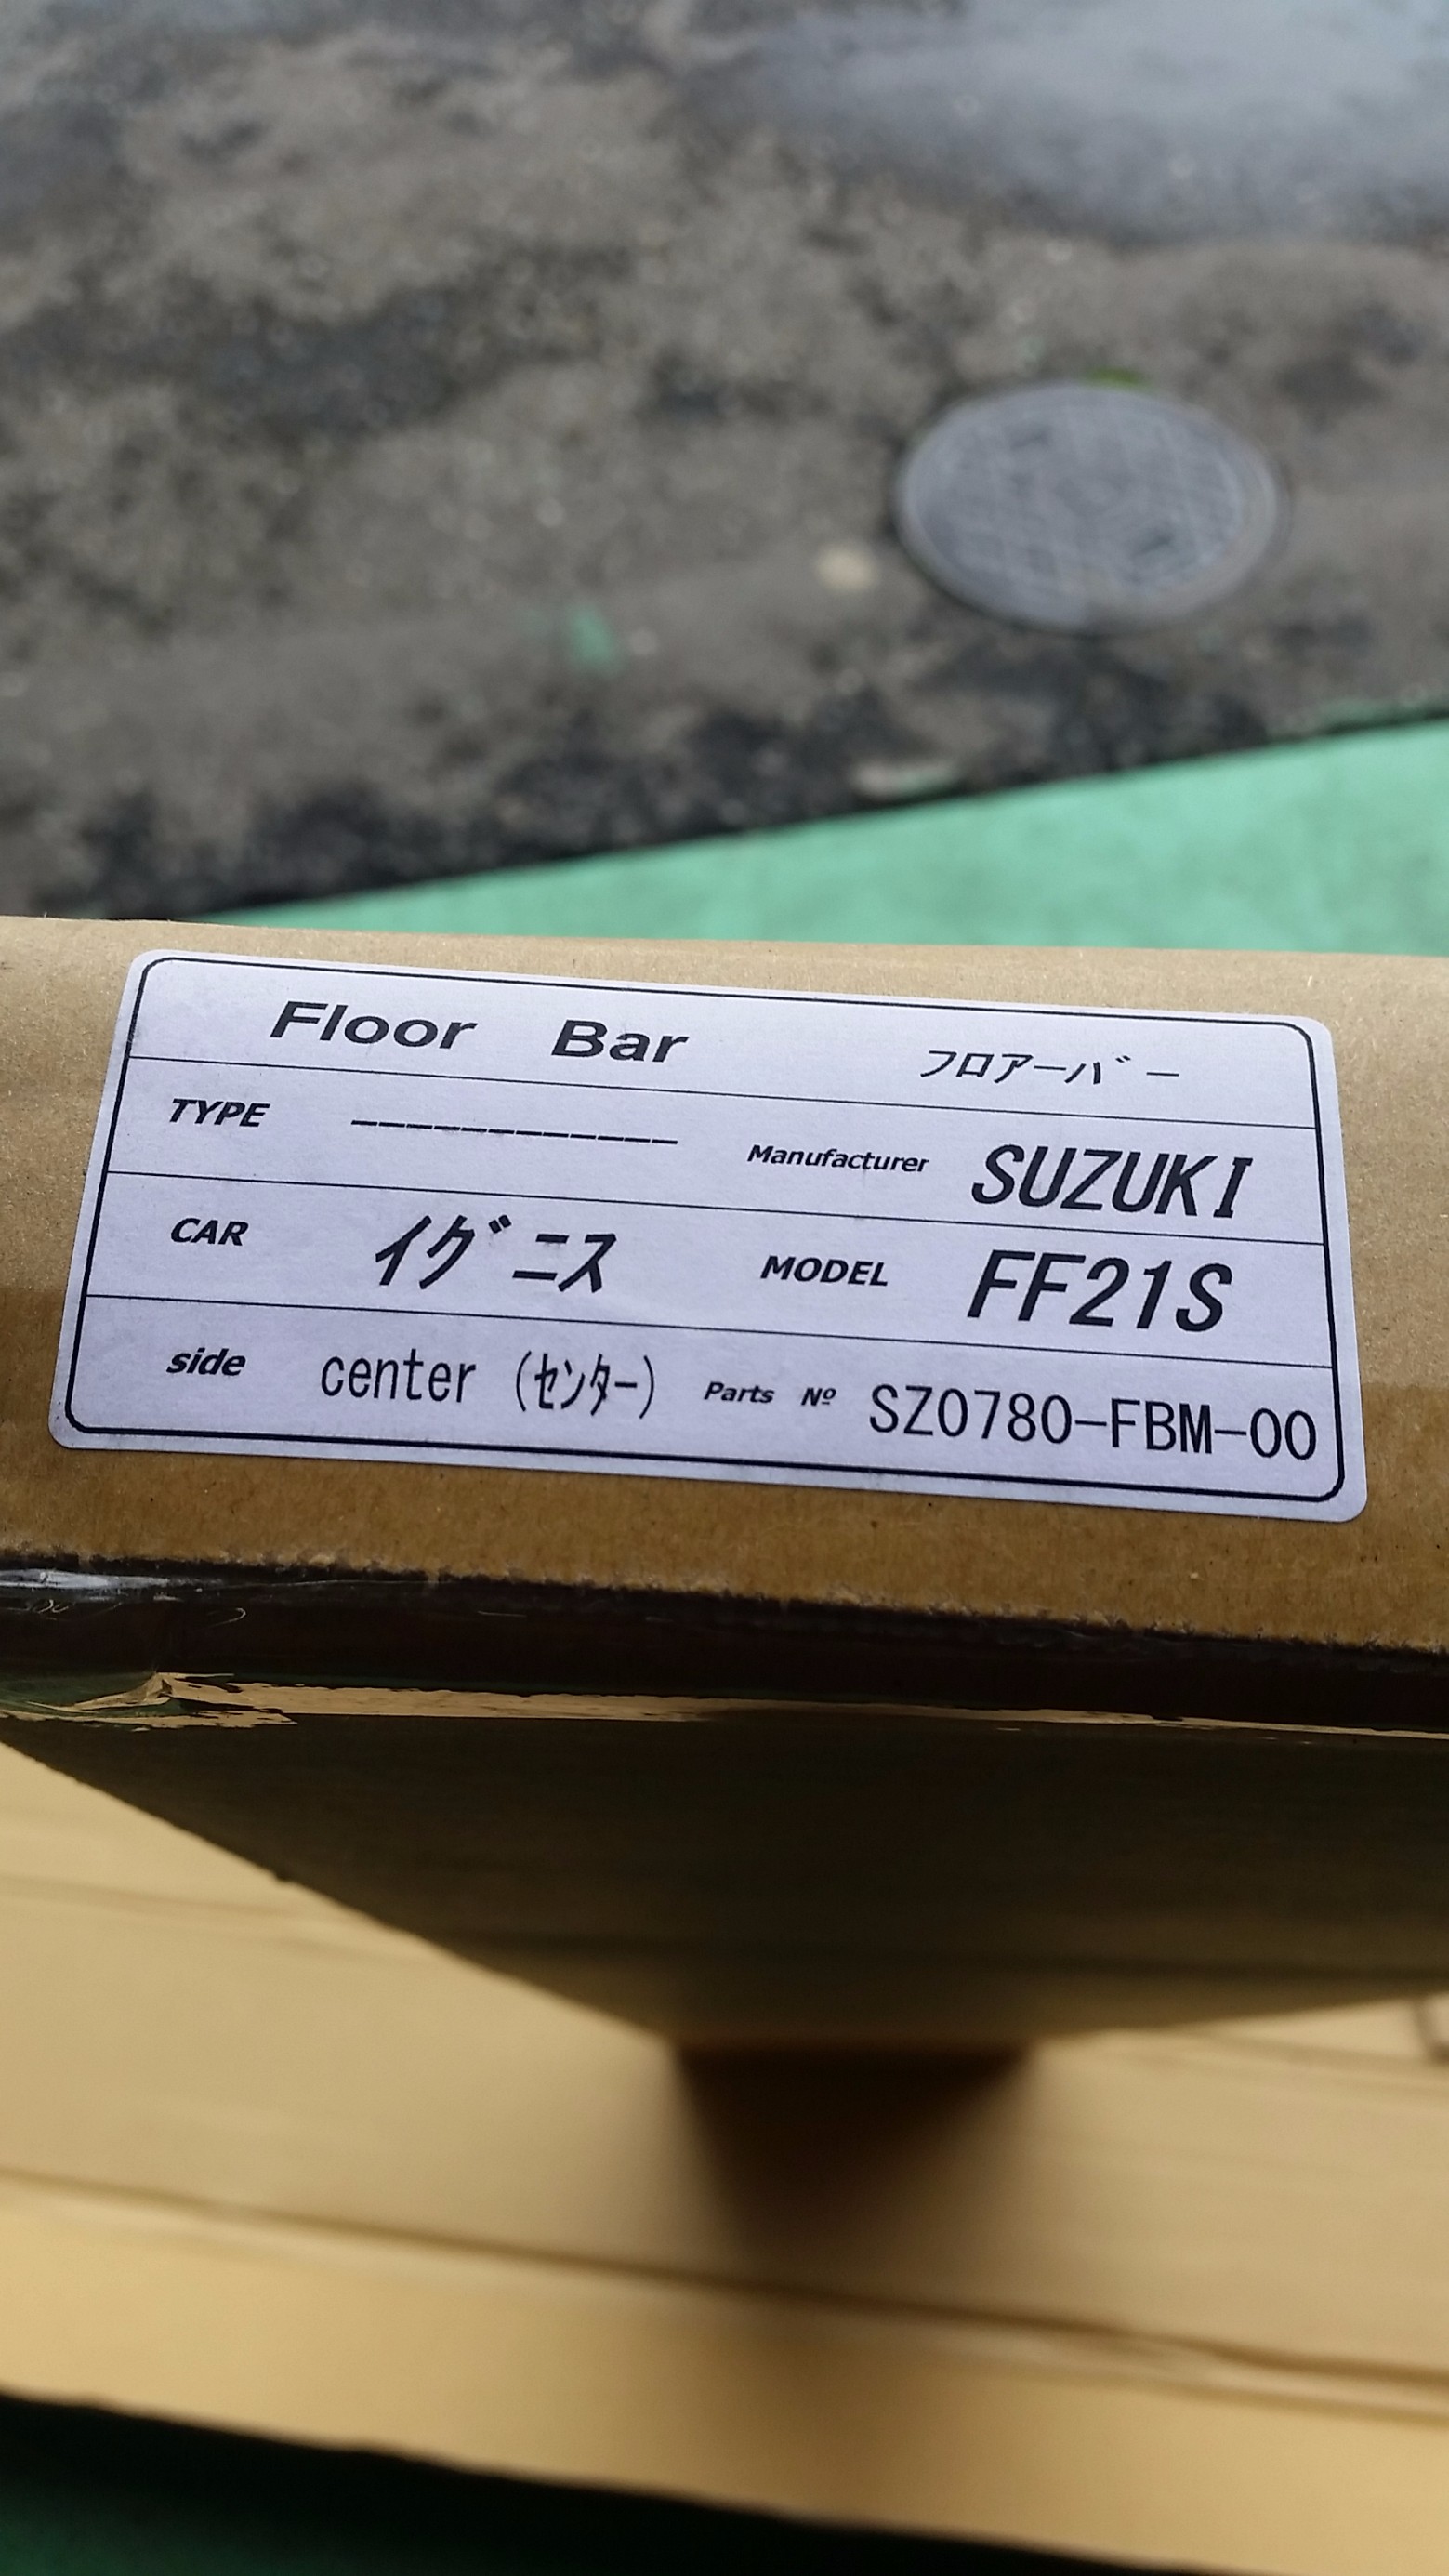 Floor Bar フロアーバー
TYPE ------------ Manufacturer SUZUKI
CAR イグニス MODEL FF21S
side center (センター) Parts № SZ0780-FBM-00